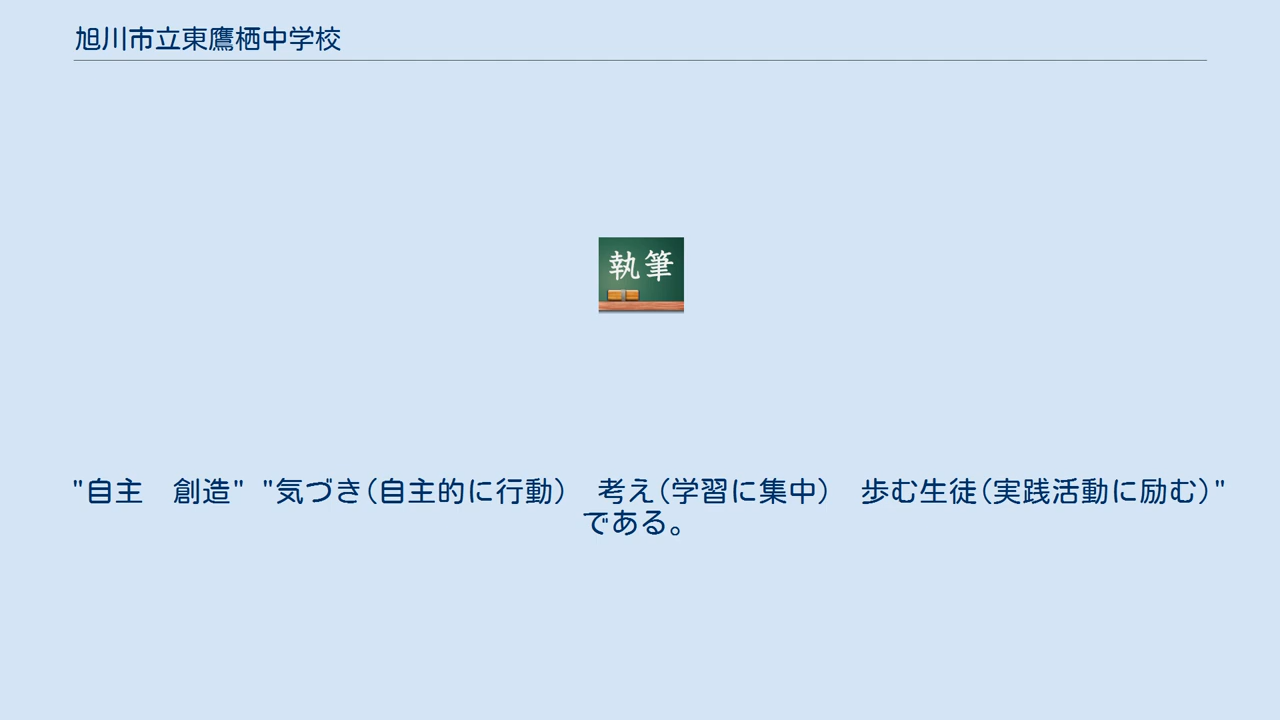 旭川市立東鷹栖中学校
執筆
"自主　創造" "気づき(自主的に行動)　考え(学習に集中)　歩む生徒(実践活動に励む)"
である。